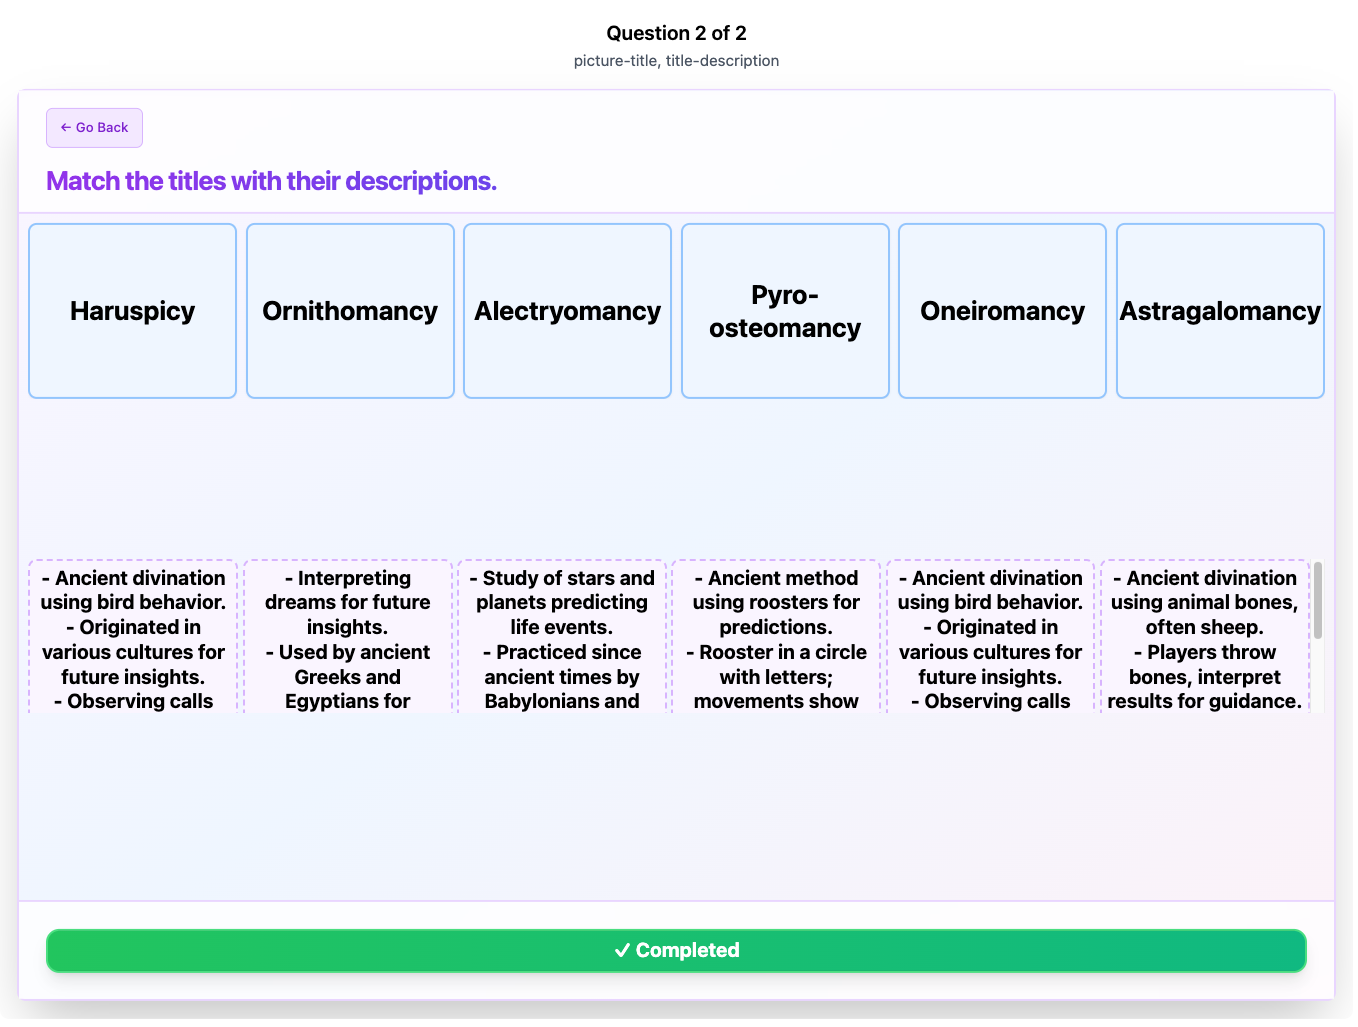 Question 2 of 2
picture-title, title-description
← Go Back
Match the titles with their descriptions.
Haruspicy
Ornithomancy
Alectryomancy
Pyro-
osteomancy
Oneiromancy
Astragalomancy
- Ancient divination
using bird behavior.
- Originated in
various cultures for
future insights.
- Observing calls
- Interpreting
dreams for future
insights.
- Used by ancient
Greeks and
Egyptians for
- Study of stars and
planets predicting
life events.
- Practiced since
ancient times by
Babylonians and
- Ancient method
using roosters for
predictions.
- Rooster in a circle
with letters;
movements show
- Ancient divination
using bird behavior.
- Originated in
various cultures for
future insights.
- Observing calls
- Ancient divination
using animal bones,
often sheep.
- Players throw
bones, interpret
results for guidance.
✓ Completed